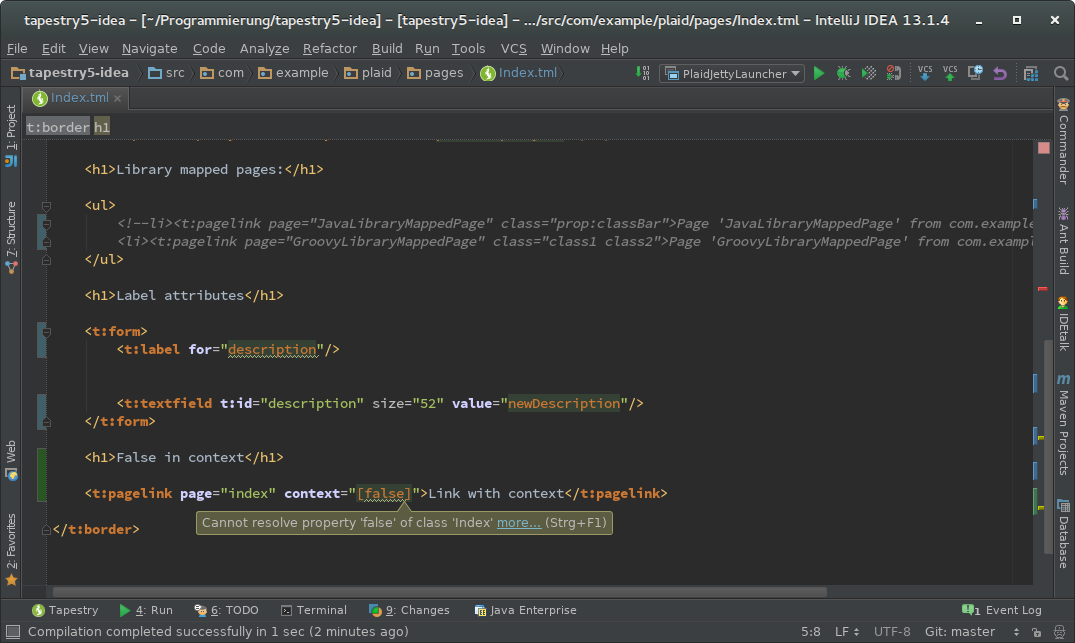 tapestry5-idea – [~/Programmierung/tapestry5-idea] – [tapestry5-idea] – .../src/com/example/plaid/pages/Index.tml – IntelliJ IDEA 13.1.4
File Edit View Navigate Code Analyze Refactor Build Run Tools VCS Window Help
tapestry5-idea src com example plaid pages Index.tml PlaidJettyLauncher VCS VCS
Index.tml
t:border h1
<h1>Library mapped pages:</h1>
<ul>
<!--li><t:pagelink page="JavaLibraryMappedPage" class="prop:classBar">Page 'JavaLibraryMappedPage' from com.example
<li><t:pagelink page="GroovyLibraryMappedPage" class="class1 class2">Page 'GroovyLibraryMappedPage' from com.exam
</ul>
<h1>Label attributes</h1>
<t:form>
<t:label for="description"/>
<t:textfield t:id="description" size="52" value="newDescription"/>
</t:form>
<h1>False in context</h1>
<t:pagelink page="index" context="[false]">Link with context</t:pagelink>
Cannot resolve property 'false' of class 'Index' more... (Strg+F1)
</t:border>
1: Project
7: Structure
Web
2: Favorites
Commander
Ant Build
IDEtalk
m Maven Projects
Database
Tapestry 4: Run 6: TODO Terminal 9: Changes Java Enterprise 1 Event Log
Compilation completed successfully in 1 sec (2 minutes ago) 5:8 LF UTF-8 Git: master